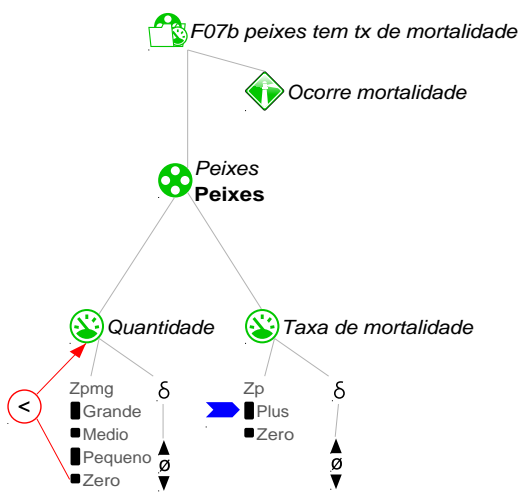 F07b peixes tem tx de mortalidade
Ocorre mortalidade
Peixes
Peixes
Quantidade
Taxa de mortalidade
Zpmg
δ
Grande
Medio
Pequeno
Zero
ø
<
Zp
δ
Plus
Zero
ø